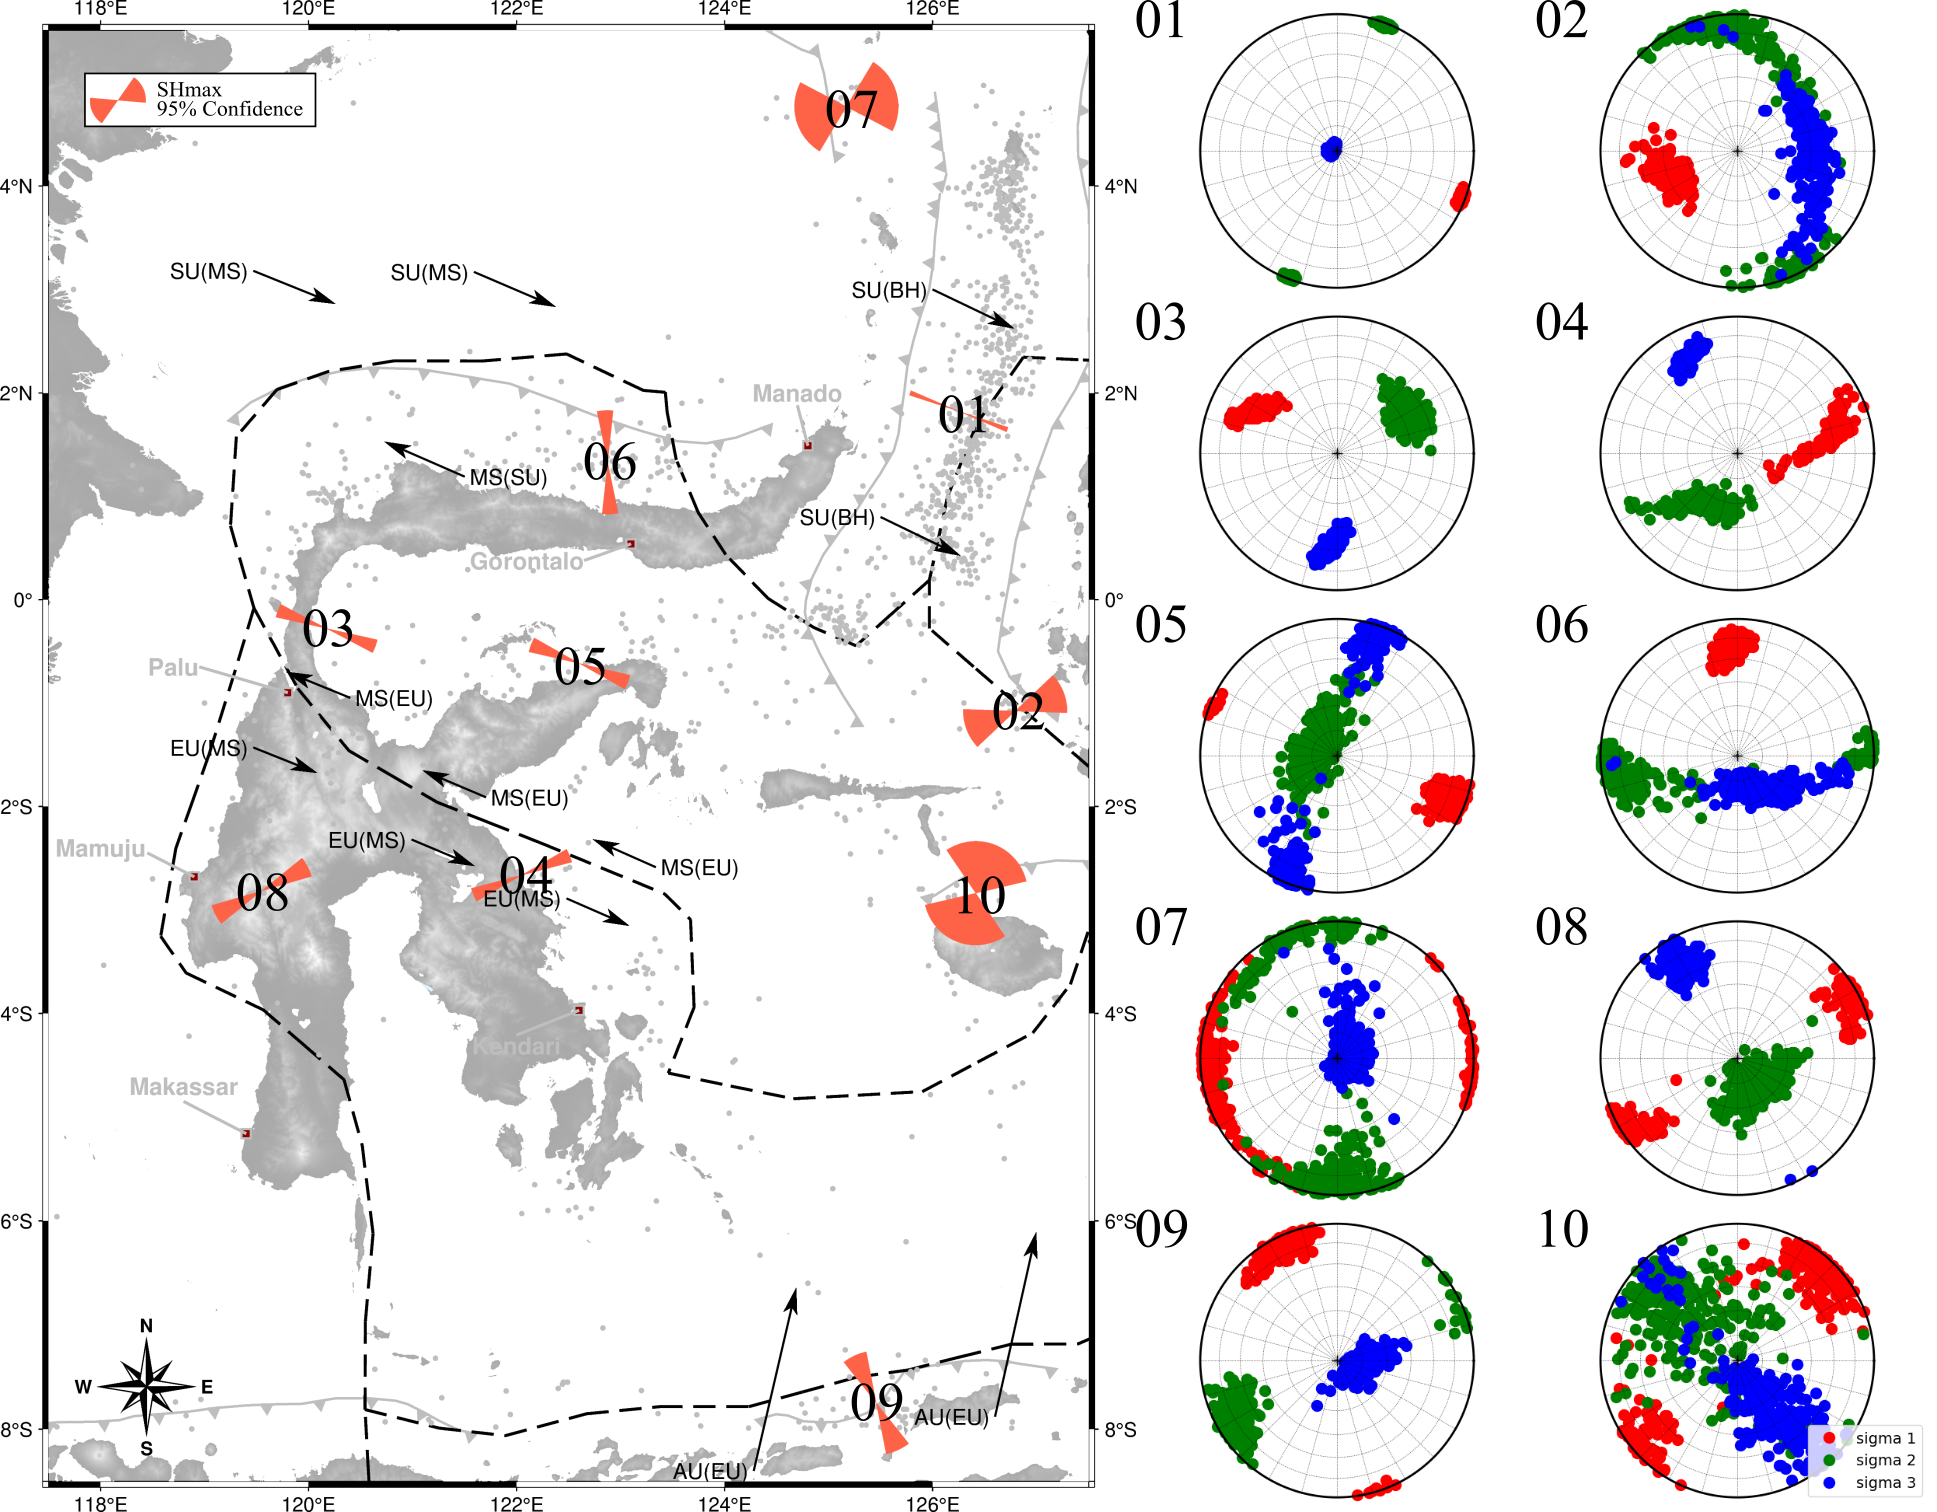 118°E 120°E 122°E 124°E 126°E
SHmax
95% Confidence
07
4°N 4°N
SU(MS) SU(MS) SU(BH)
2°N 2°N
Manado
01
06
MS(SU)
SU(BH)
Gorontalo
0° 0°
03
05
Palu
MS(EU)
02
EU(MS)
MS(EU)
2°S 2°S
Mamuju
EU(MS)
MS(EU)
04
08
EU(MS)
10
4°S 4°S
Kendari
Makassar
6°S 6°S
N
W E
S
09
AU(EU)
8°S 8°S
AU(EU)
118°E 120°E 122°E 124°E 126°E
01 02
03 04
05 06
07 08
09 10
sigma 1
sigma 2
sigma 3